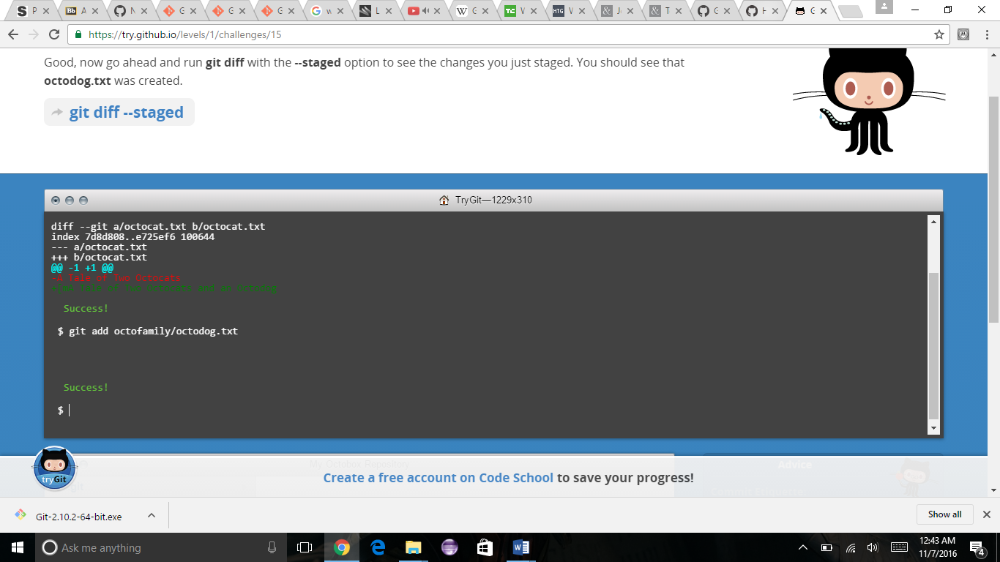 S P
Bb A
N
G
G
G
G w
L
W G
TC V
HTG W
& J
& T
G
https://try.github.io/levels/1/challenges/15
Good, now go ahead and run git diff with the --staged option to see the changes you just staged. You should see that
octodog.txt was created.
git diff --staged
TryGit—1229x310
diff --git a/octocat.txt b/octocat.txt
index 7d8d808..e725ef6 100644
--- a/octocat.txt
+++ b/octocat.txt
@@ -1 +1 @@
-A Tale of Two Octocats
Tale of Two Octocats and an Octodog
Success!
$ git add octofamily/octodog.txt
Success!
$
My Octobox Repository
Advice
tryGit
Create a free account on Code School to save your progress!
Git-2.10.2-64-bit.exe
Show all
Ask me anything
12:43 AM
11/7/2016
4